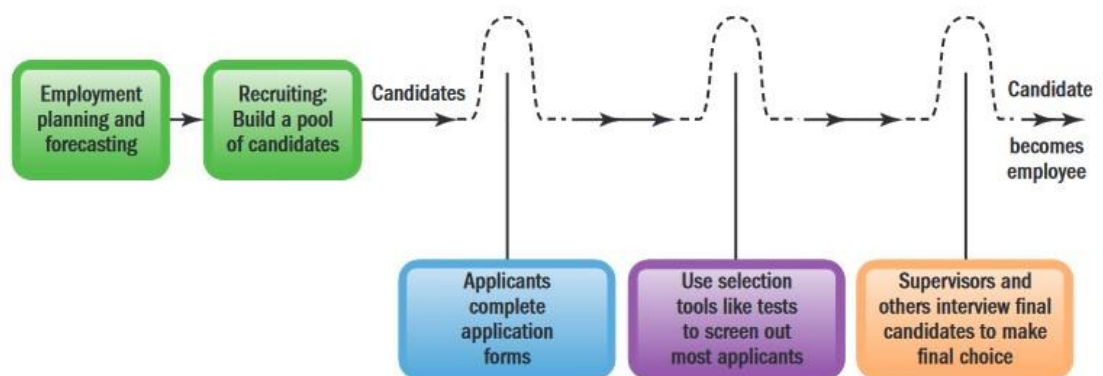 Employment
planning and
forecasting
Recruiting:
Build a pool
of candidates
Candidates
Candidate
becomes
employee
Applicants
complete
application
forms
Use selection
tools like tests
to screen out
most applicants
Supervisors and
others interview final
candidates to make
final choice